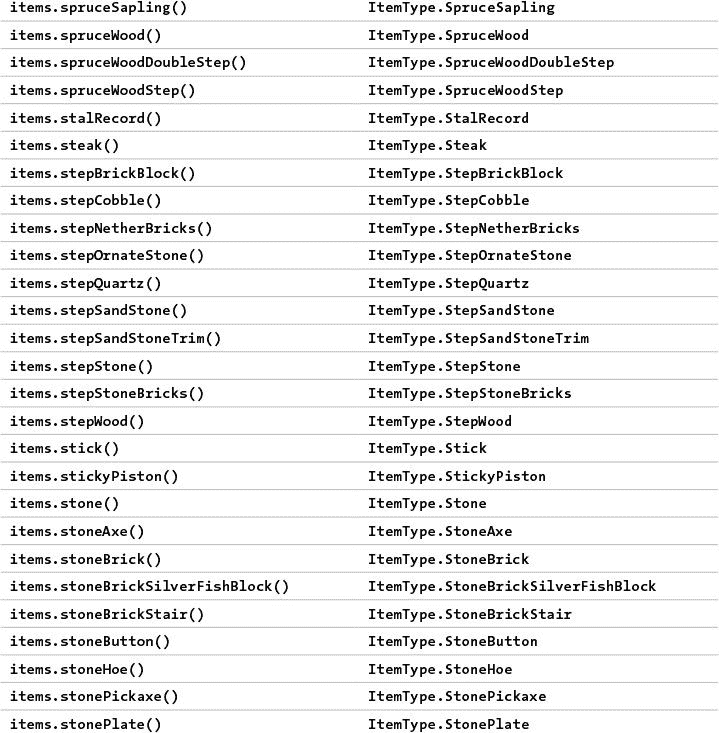 items.spruceSapling() ItemType.SpruceSapling
items.spruceWood() ItemType.SpruceWood
items.spruceWoodDoubleStep() ItemType.SpruceWoodDoubleStep
items.spruceWoodStep() ItemType.SpruceWoodStep
items.stalRecord() ItemType.StalRecord
items.steak() ItemType.Steak
items.stepBrickBlock() ItemType.StepBrickBlock
items.stepCobble() ItemType.StepCobble
items.stepNetherBricks() ItemType.StepNetherBricks
items.stepOrnateStone() ItemType.StepOrnateStone
items.stepQuartz() ItemType.StepQuartz
items.stepSandStone() ItemType.StepSandStone
items.stepSandStoneTrim() ItemType.StepSandStoneTrim
items.stepStone() ItemType.StepStone
items.stepStoneBricks() ItemType.StepStoneBricks
items.stepWood() ItemType.StepWood
items.stick() ItemType.Stick
items.stickyPiston() ItemType.StickyPiston
items.stone() ItemType.Stone
items.stoneAxe() ItemType.StoneAxe
items.stoneBrick() ItemType.StoneBrick
items.stoneBrickSilverFishBlock() ItemType.StoneBrickSilverFishBlock
items.stoneBrickStair() ItemType.StoneBrickStair
items.stoneButton() ItemType.StoneButton
items.stoneHoe() ItemType.StoneHoe
items.stonePickaxe() ItemType.StonePickaxe
items.stonePlate() ItemType.StonePlate